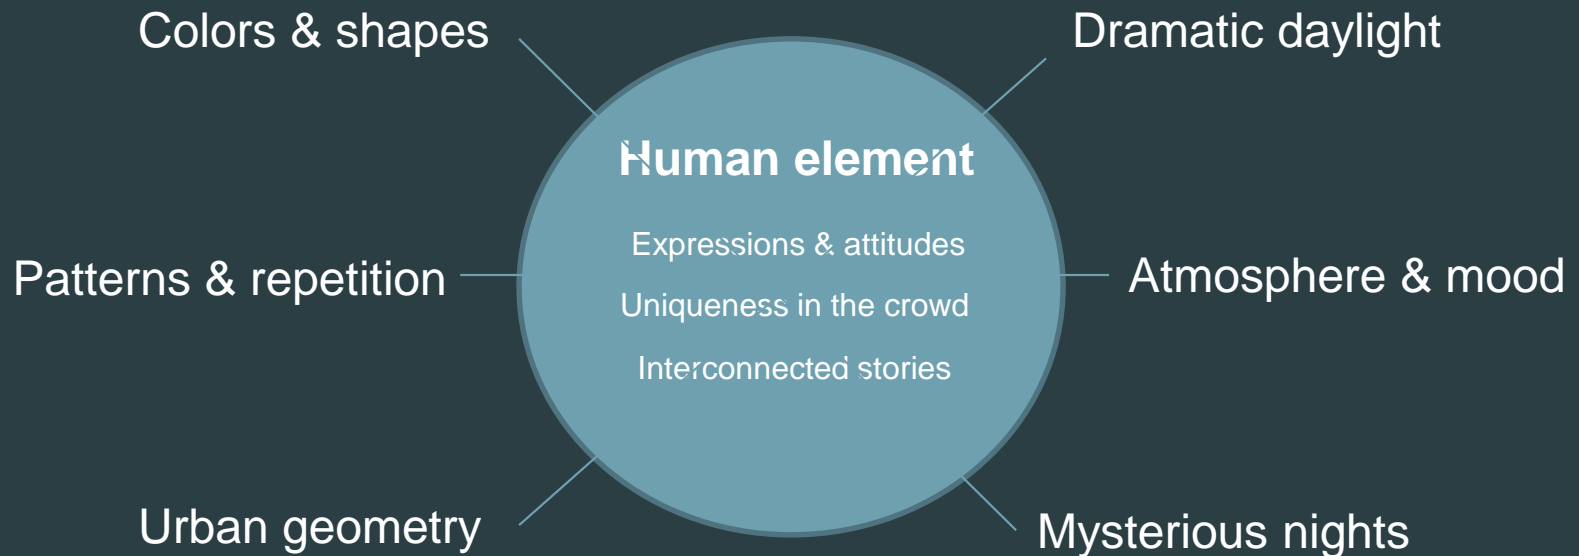 Colors & shapes
Dramatic daylight
Human element
Expressions & attitudes
Patterns & repetition
Atmosphere & mood
Uniqueness in the crowd
Interconnected stories
Urban geometry
Mysterious nights